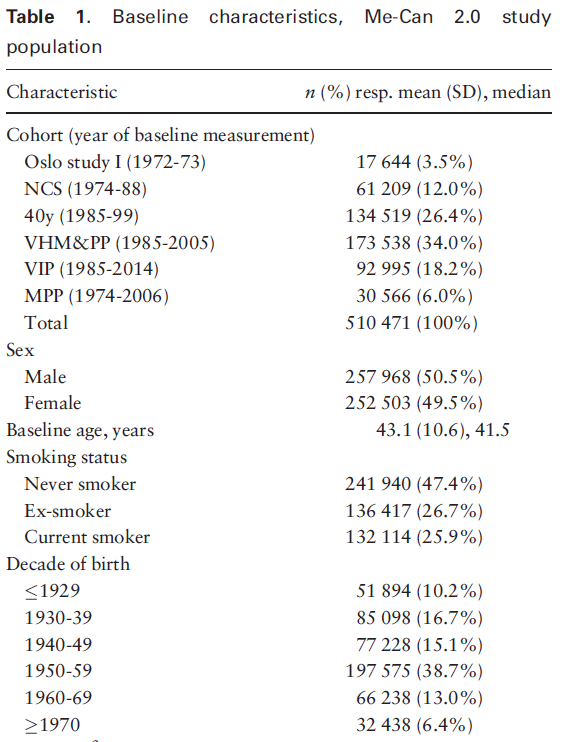 Table 1. Baseline characteristics, Me-Can 2.0 study
population
Characteristic n (%) resp. mean (SD), median
Cohort (year of baseline measurement)
Oslo study I (1972-73) 17 644 (3.5%)
NCS (1974-88) 61 209 (12.0%)
40y (1985-99) 134 519 (26.4%)
VHM&PP (1985-2005) 173 538 (34.0%)
VIP (1985-2014) 92 995 (18.2%)
MPP (1974-2006) 30 566 (6.0%)
Total 510 471 (100%)
Sex
Male 257 968 (50.5%)
Female 252 503 (49.5%)
Baseline age, years 43.1 (10.6), 41.5
Smoking status
Never smoker 241 940 (47.4%)
Ex-smoker 136 417 (26.7%)
Current smoker 132 114 (25.9%)
Decade of birth
≤1929 51 894 (10.2%)
1930-39 85 098 (16.7%)
1940-49 77 228 (15.1%)
1950-59 197 575 (38.7%)
1960-69 66 238 (13.0%)
≥1970 32 438 (6.4%)